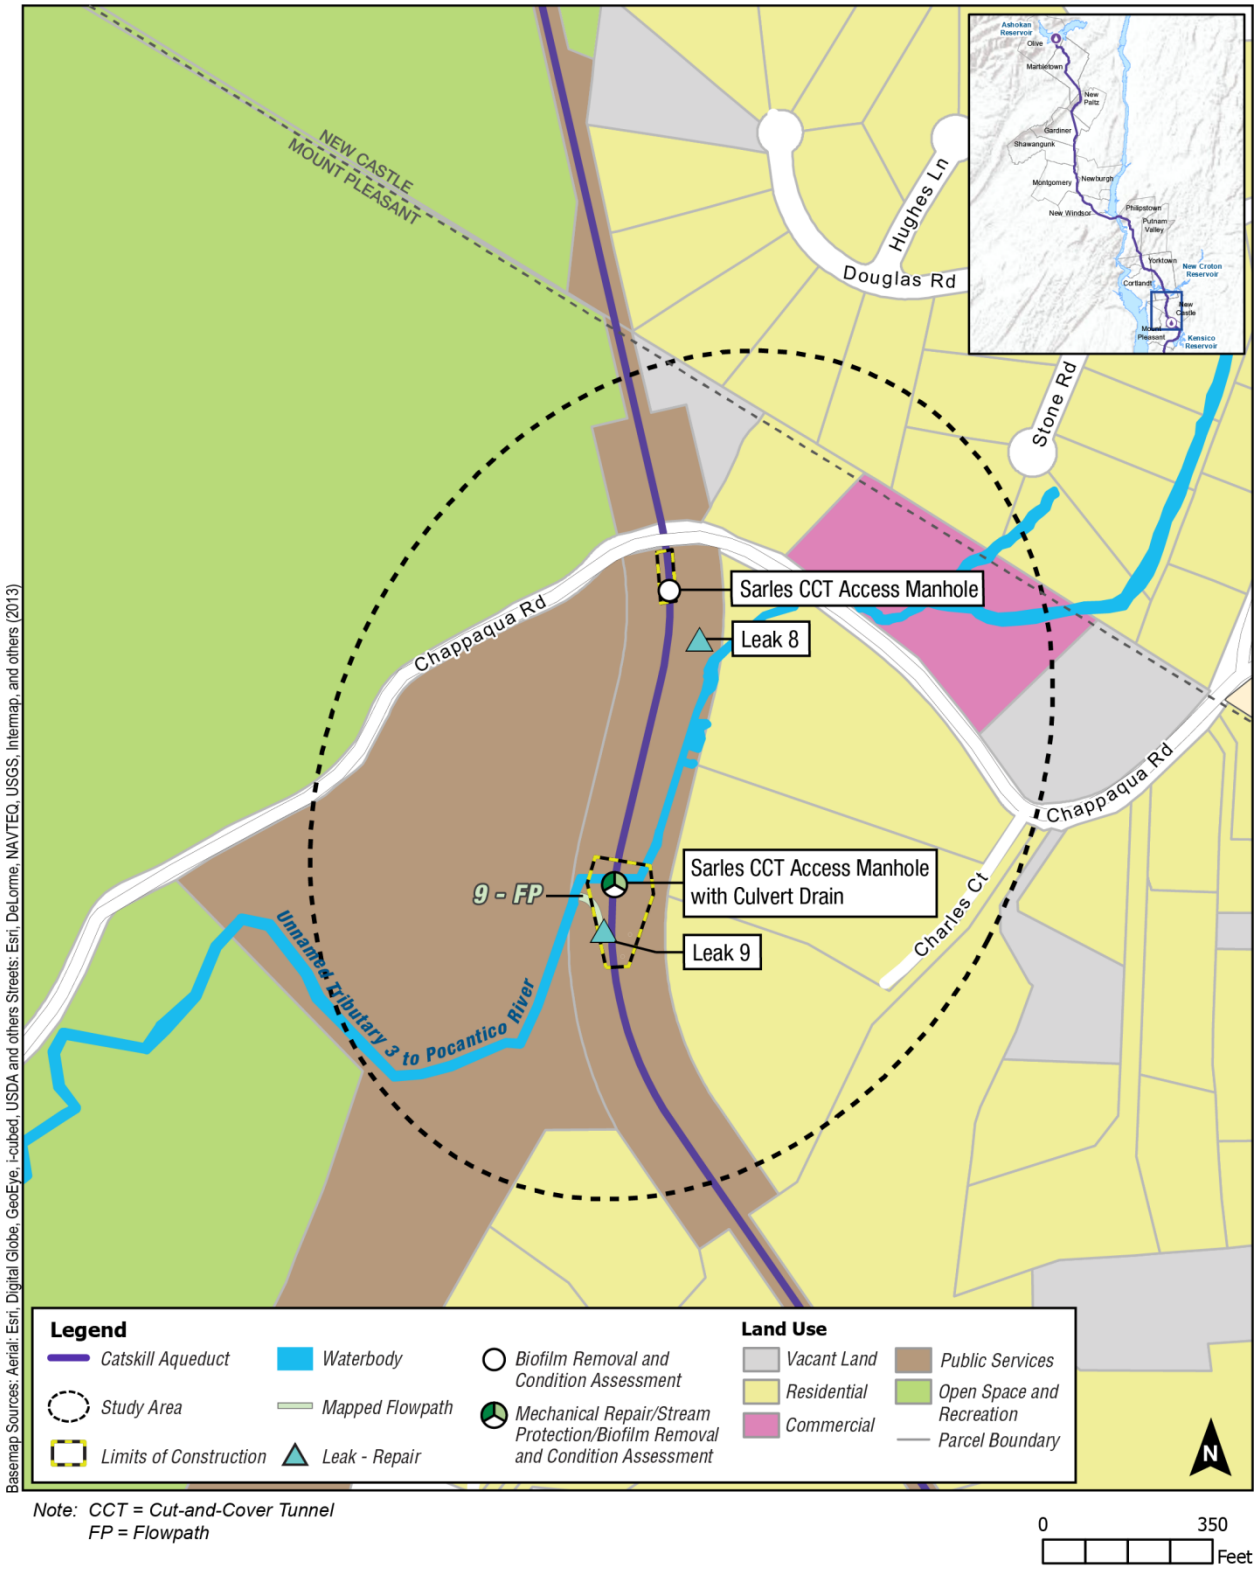 NEW CASTLE
MOUNT PLEASANT
Hughes Ln
Douglas Rd
Stone Rd
Ashokan
Reservoir
Olive
Marbletown
New
Paltz
Gardiner
Shawangunk
Montgomery
Newburgh
New Windsor
Philipstown
Putnam
Valley
Yorktown
Cortlandt
New Croton
Reservoir
New
Castle
Mount
Pleasant
Kensico
Reservoir
Chappaqua Rd
Sarles CCT Access Manhole
Leak 8
Chappaqua Rd
Sarles CCT Access Manhole
with Culvert Drain
9 - FP
Leak 9
Charles Ct
Unnamed Tributary 3 to Pocantico River
Basemap Sources: Aerial: Esri, Digital Globe, GeoEye, i-cubed, USDA and others Streets: Esri, DeLorme, NAVTEQ, USGS, Intermap, and others (2013)
Legend
Catskill Aqueduct
Study Area
Limits of Construction
Waterbody
Mapped Flowpath
Leak - Repair
Biofilm Removal and
Condition Assessment
Mechanical Repair/Stream
Protection/Biofilm Removal
and Condition Assessment
Land Use
Vacant Land
Residential
Commercial
Public Services
Open Space and
Recreation
Parcel Boundary
N
Note: CCT = Cut-and-Cover Tunnel
FP = Flowpath
0 350
Feet